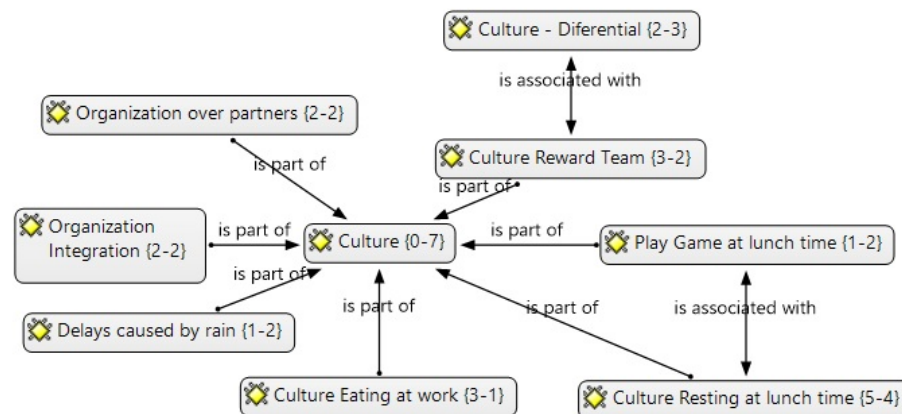 Culture - Diferential {2-3}
is associated with
Organization over partners {2-2}
Culture Reward Team {3-2}
is part of
is part of
Organization
Integration {2-2}
is part of
Culture {0-7}
is part of
Play Game at lunch time {1-2}
is part of
is part of
is part of
is associated with
Delays caused by rain {1-2}
Culture Eating at work {3-1}
Culture Resting at lunch time {5-4}